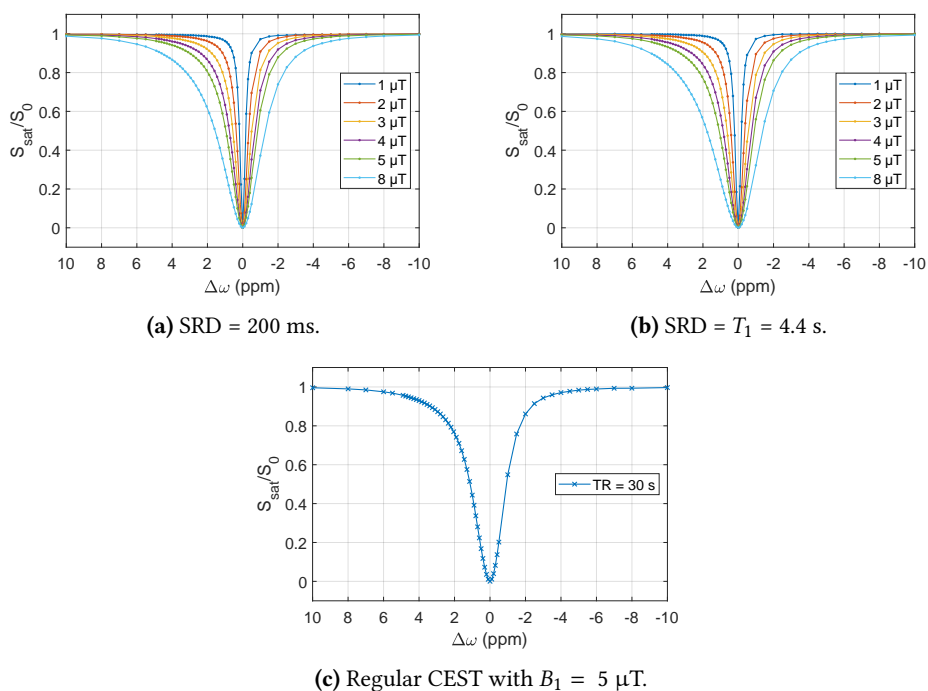 S_sat/S_0
1
0.8
0.6
0.4
0.2
0
10 8 6 4 2 0 -2 -4 -6 -8 -10
Δω (ppm)
1 μT
2 μT
3 μT
4 μT
5 μT
8 μT
(a) SRD = 200 ms.
S_sat/S_0
1
0.8
0.6
0.4
0.2
0
10 8 6 4 2 0 -2 -4 -6 -8 -10
Δω (ppm)
1 μT
2 μT
3 μT
4 μT
5 μT
8 μT
(b) SRD = T_1 = 4.4 s.
S_sat/S_0
1
0.8
0.6
0.4
0.2
0
10 8 6 4 2 0 -2 -4 -6 -8 -10
Δω (ppm)
TR = 30 s
(c) Regular CEST with B_1 = 5 μT.